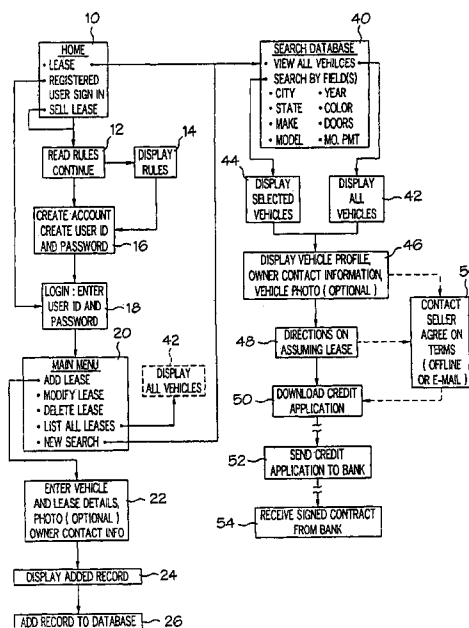 10
HOME
• LEASE
• REGISTERED
USER SIGN IN
• SELL LEASE
12
READ RULES
CONTINUE
14
DISPLAY
RULES
CREATE ACCOUNT
CREATE USER ID
AND PASSWORD
16
LOGIN : ENTER
USER ID AND
PASSWORD
18
20
MAIN MENU
• ADD LEASE
• MODIFY LEASE
• DELETE LEASE
• LIST ALL LEASES
• NEW SEARCH
42
DISPLAY
ALL VEHICLES
ENTER VEHICLE
AND LEASE DETAILS,
PHOTO ( OPTIONAL )
OWNER CONTACT INFO
22
DISPLAY ADDED RECORD
24
ADD RECORD TO DATABASE
26
40
SEARCH DATABASE
• VIEW ALL VEHILCES
• SEARCH BY FIELD(S)
• CITY • YEAR
• STATE • COLOR
• MAKE • DOORS
• MODEL • MO. PMT
44
DISPLAY
SELECTED
VEHICLES
DISPLAY
ALL
VEHICLES
42
DISPLAY VEHICLE PROFILE,
OWNER CONTACT INFORMATION,
VEHICLE PHOTO ( OPTIONAL )
46
CONTACT
SELLER
AGREE ON
TERMS
( OFFLINE
OR E-MAIL )
48
DIRECTIONS ON
ASSUMING LEASE
50
DOWNLOAD CREDIT
APPLICATION
52
SEND CREDIT
APPLICATION TO BANK
54
RECEIVE SIGNED CONTRACT
FROM BANK